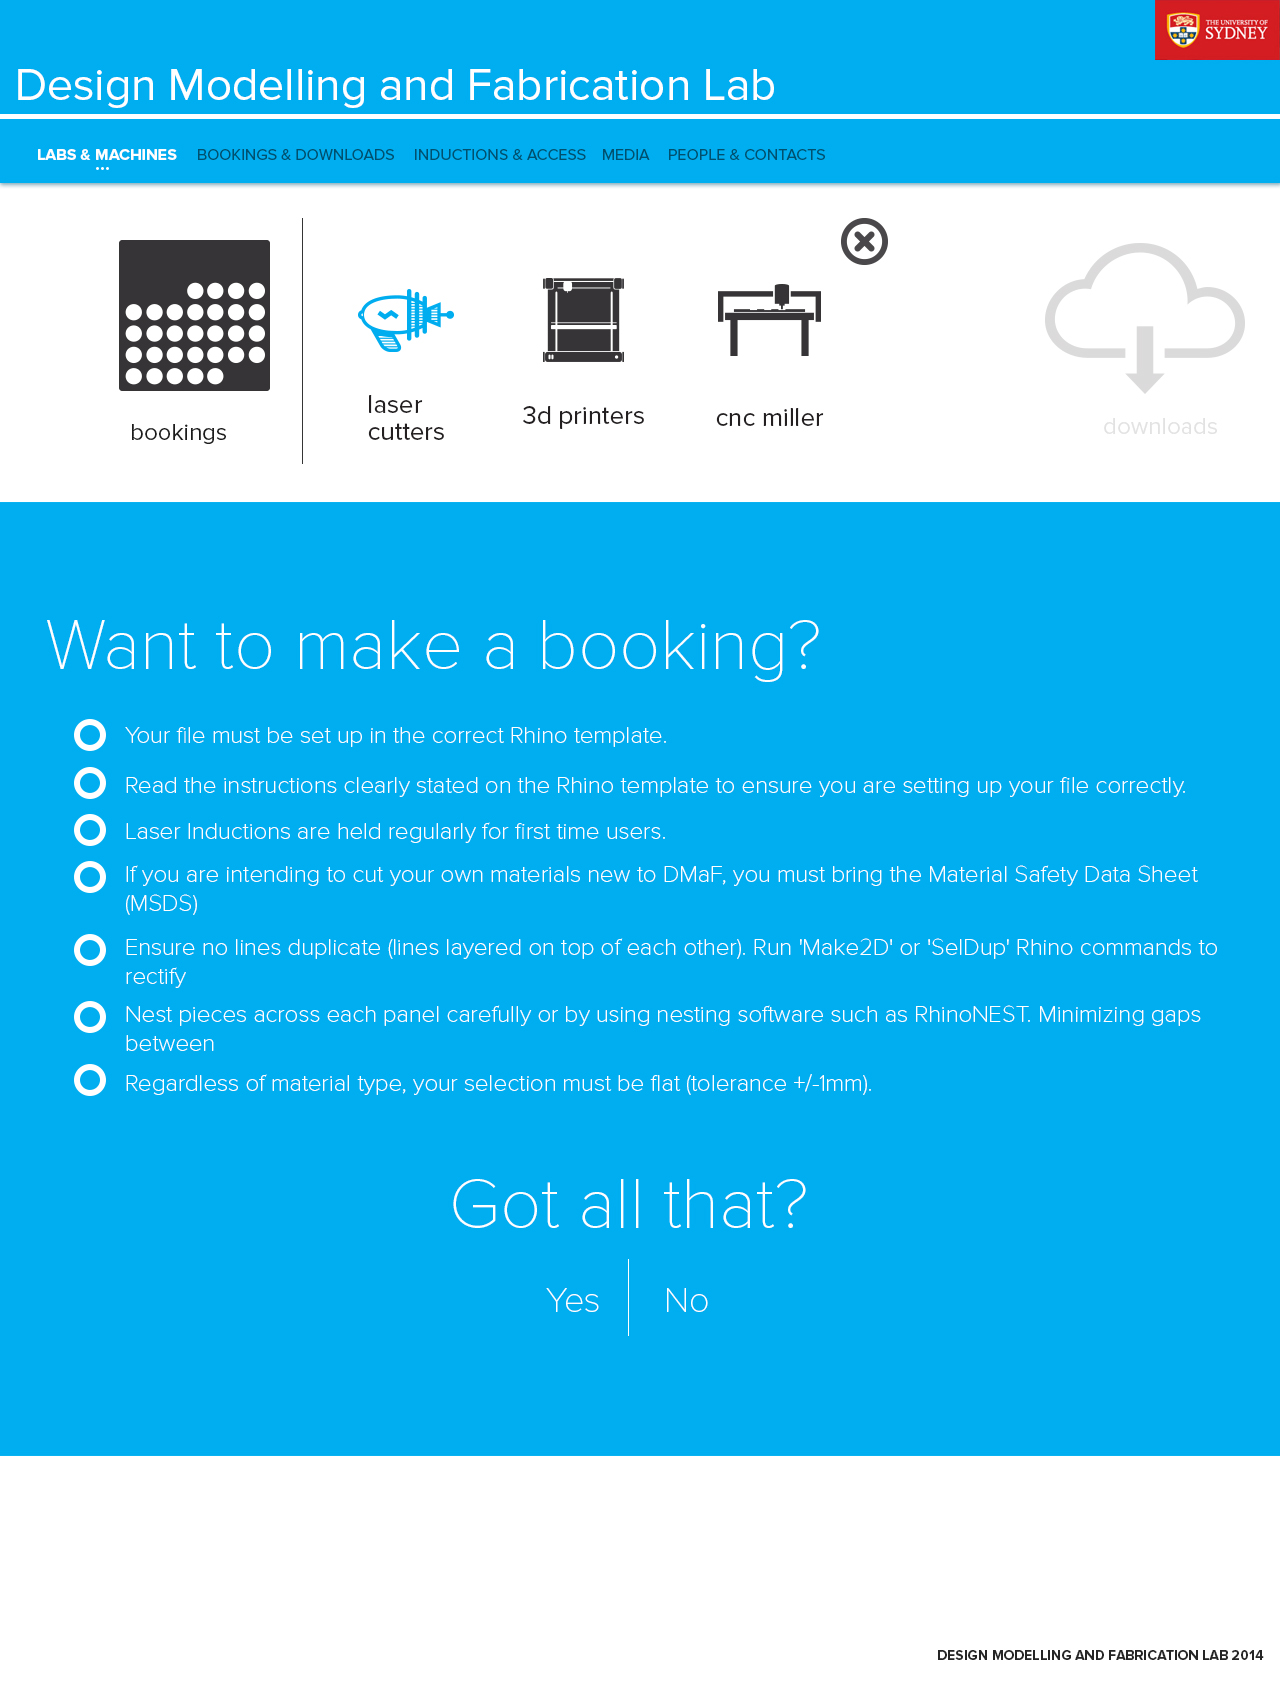 THE UNIVERSITY OF
SYDNEY
Design Modelling and Fabrication Lab
LABS & MACHINES BOOKINGS & DOWNLOADS INDUCTIONS & ACCESS MEDIA PEOPLE & CONTACTS
bookings
laser
cutters
3d printers
cnc miller
downloads
Want to make a booking?
Your file must be set up in the correct Rhino template.
Read the instructions clearly stated on the Rhino template to ensure you are setting up your file correctly.
Laser Inductions are held regularly for first time users.
If you are intending to cut your own materials new to DMaF, you must bring the Material Safety Data Sheet
(MSDS)
Ensure no lines duplicate (lines layered on top of each other). Run 'Make2D' or 'SelDup' Rhino commands to
rectify
Nest pieces across each panel carefully or by using nesting software such as RhinoNEST. Minimizing gaps
between
Regardless of material type, your selection must be flat (tolerance +/-1mm).
Got all that?
Yes No
DESIGN MODELLING AND FABRICATION LAB 2014